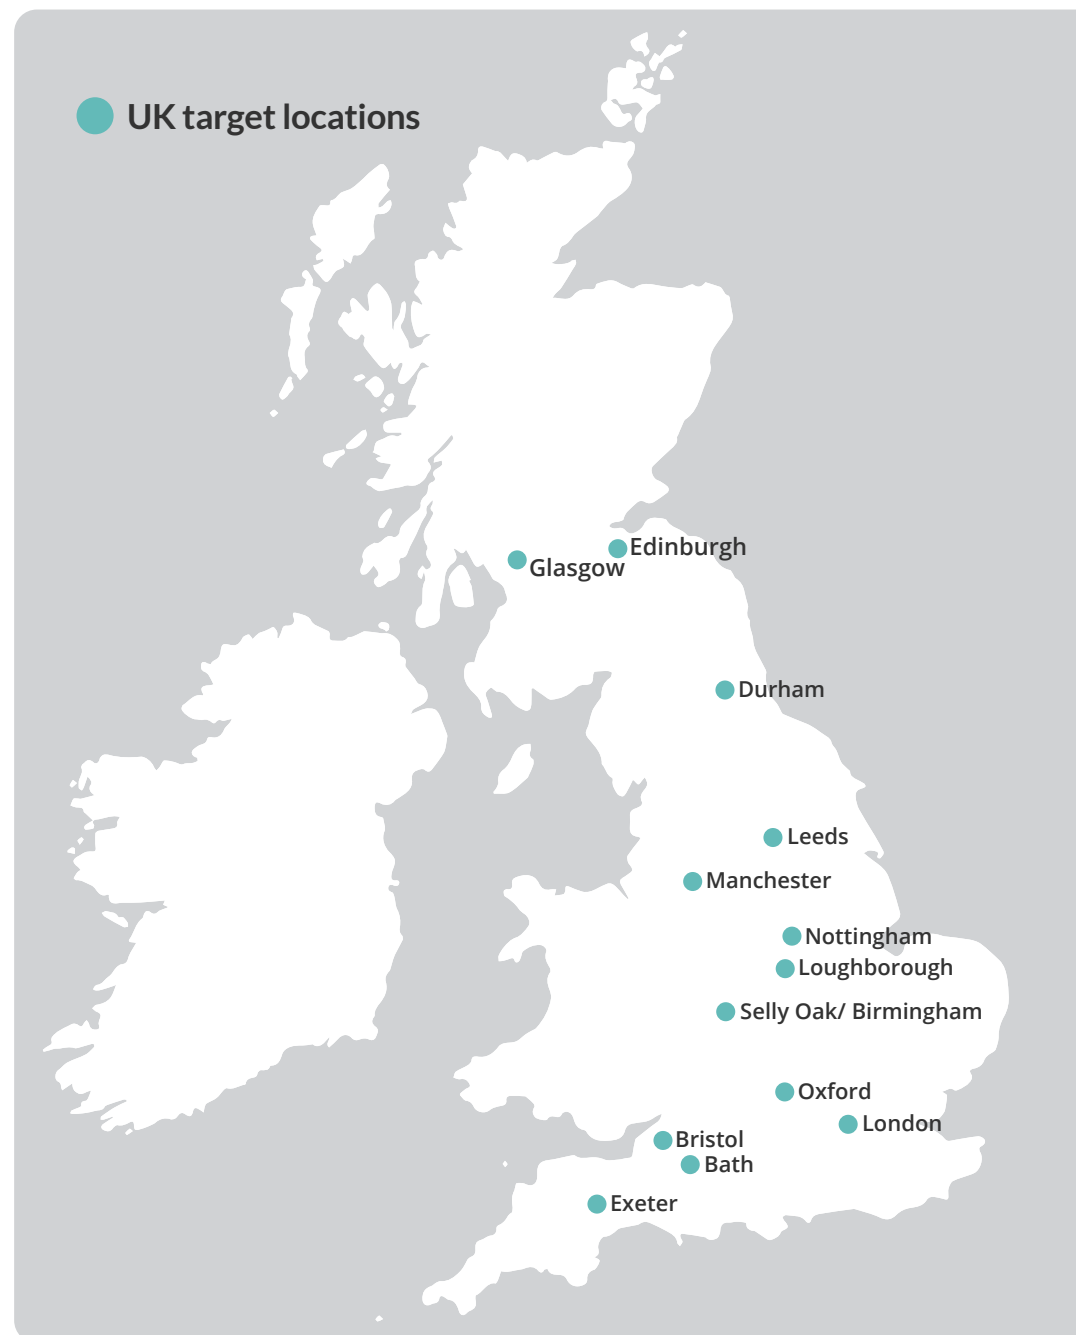 UK target locations
Edinburgh
Glasgow
Durham
Leeds
Manchester
Nottingham
Loughborough
Selly Oak/ Birmingham
Oxford
London
Bristol
Bath
Exeter